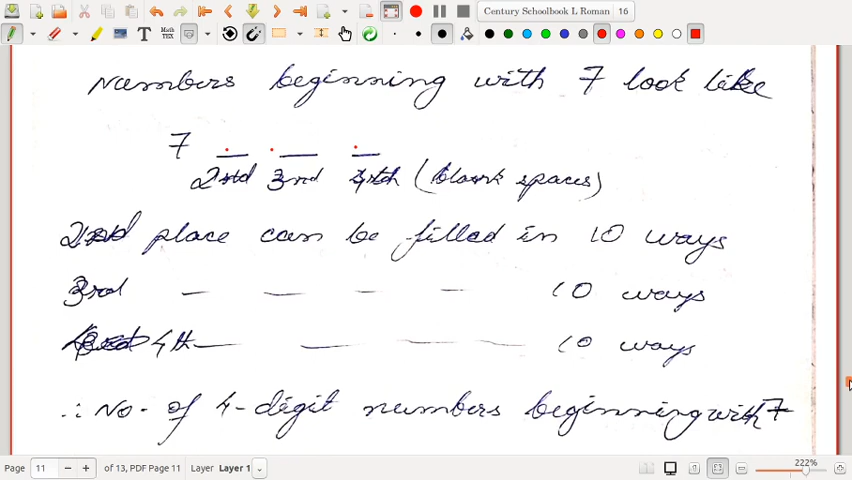 Century Schoolbook L Roman 16
T Math TEX
Numbers beginning with 7 look like
7
2nd 3rd 4th (blank spaces)
2nd place can be filled in 10 ways
3rd — — — — 10 ways
4th — — — — 10 ways
∴ No. of 4-digit numbers beginning with 7
Page 11 of 13, PDF Page 11 Layer Layer 1 222%